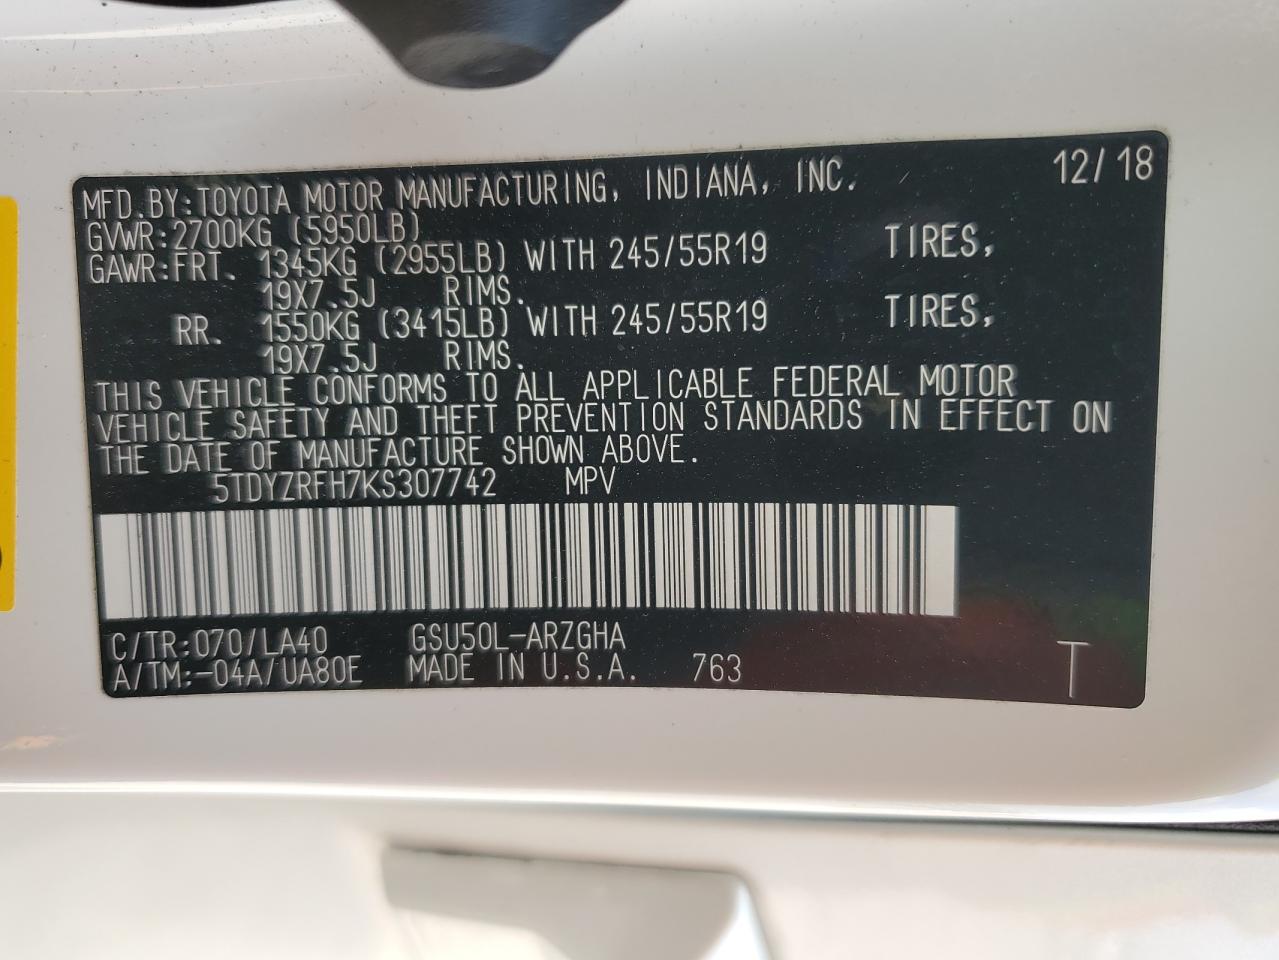 MFD.BY:TOYOTA MOTOR MANUFACTURING, INDIANA, INC. 12/18
GVWR:2700KG (5950LB)
GAWR:FRT. 1345KG (2955LB) WITH 245/55R19 TIRES,
19X7.5J RIMS.
RR. 1550KG (3415LB) WITH 245/55R19 TIRES,
19X7.5J RIMS.
THIS VEHICLE CONFORMS TO ALL APPLICABLE FEDERAL MOTOR
VEHICLE SAFETY AND THEFT PREVENTION STANDARDS IN EFFECT ON
THE DATE OF MANUFACTURE SHOWN ABOVE.
5TDYZRFH7KS307742 MPV
C/TR:070/LA40 GSU50L-ARZGHA
A/TM:-04A/UA80E MADE IN U.S.A. 763 T